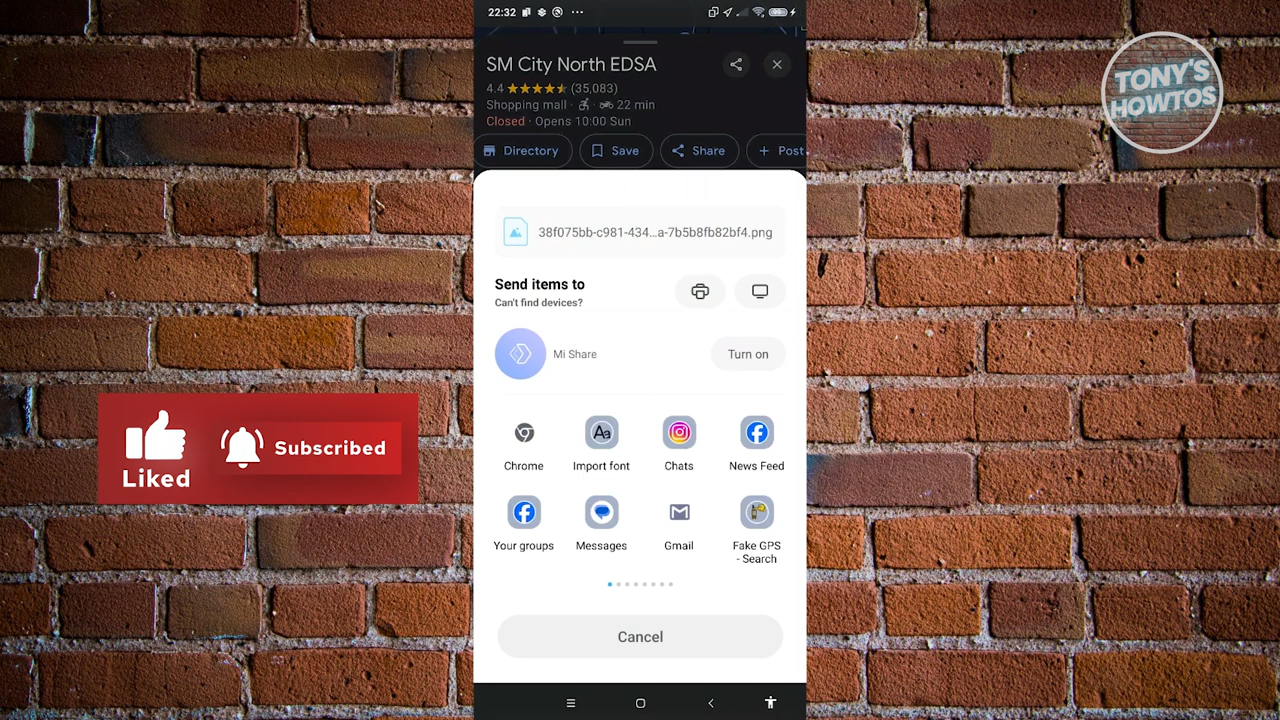 22:32
SM City North EDSA
4.4 (35,083)
Shopping mall · 22 min
Closed · Opens 10:00 Sun
Directory Save Share + Post
38f075bb-c981-434...a-7b5b8fb82bf4.png
Send items to
Can't find devices?
Mi Share
Turn on
Chrome Import font Chats News Feed
Your groups Messages Gmail Fake GPS
- Search
Cancel
Liked
Subscribed
TONY'S
HOWTOS